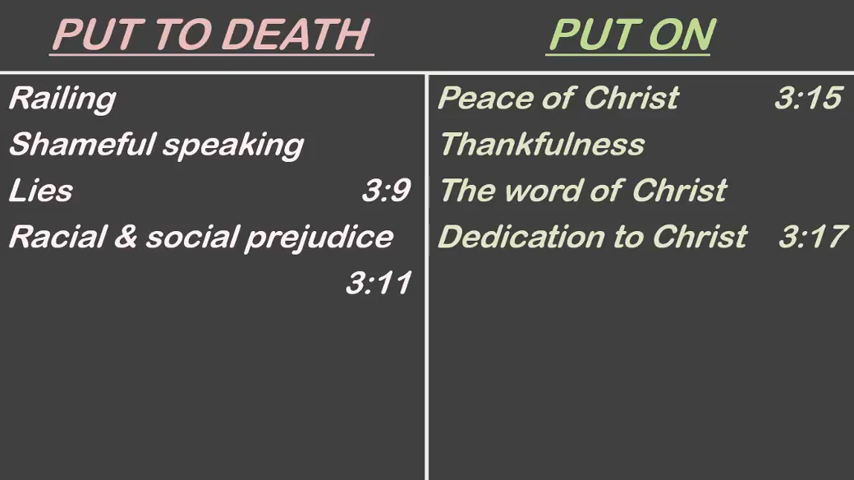 PUT TO DEATH
Railing
Shameful speaking
Lies 3:9
Racial & social prejudice
3:11
PUT ON
Peace of Christ 3:15
Thankfulness
The word of Christ
Dedication to Christ 3:17